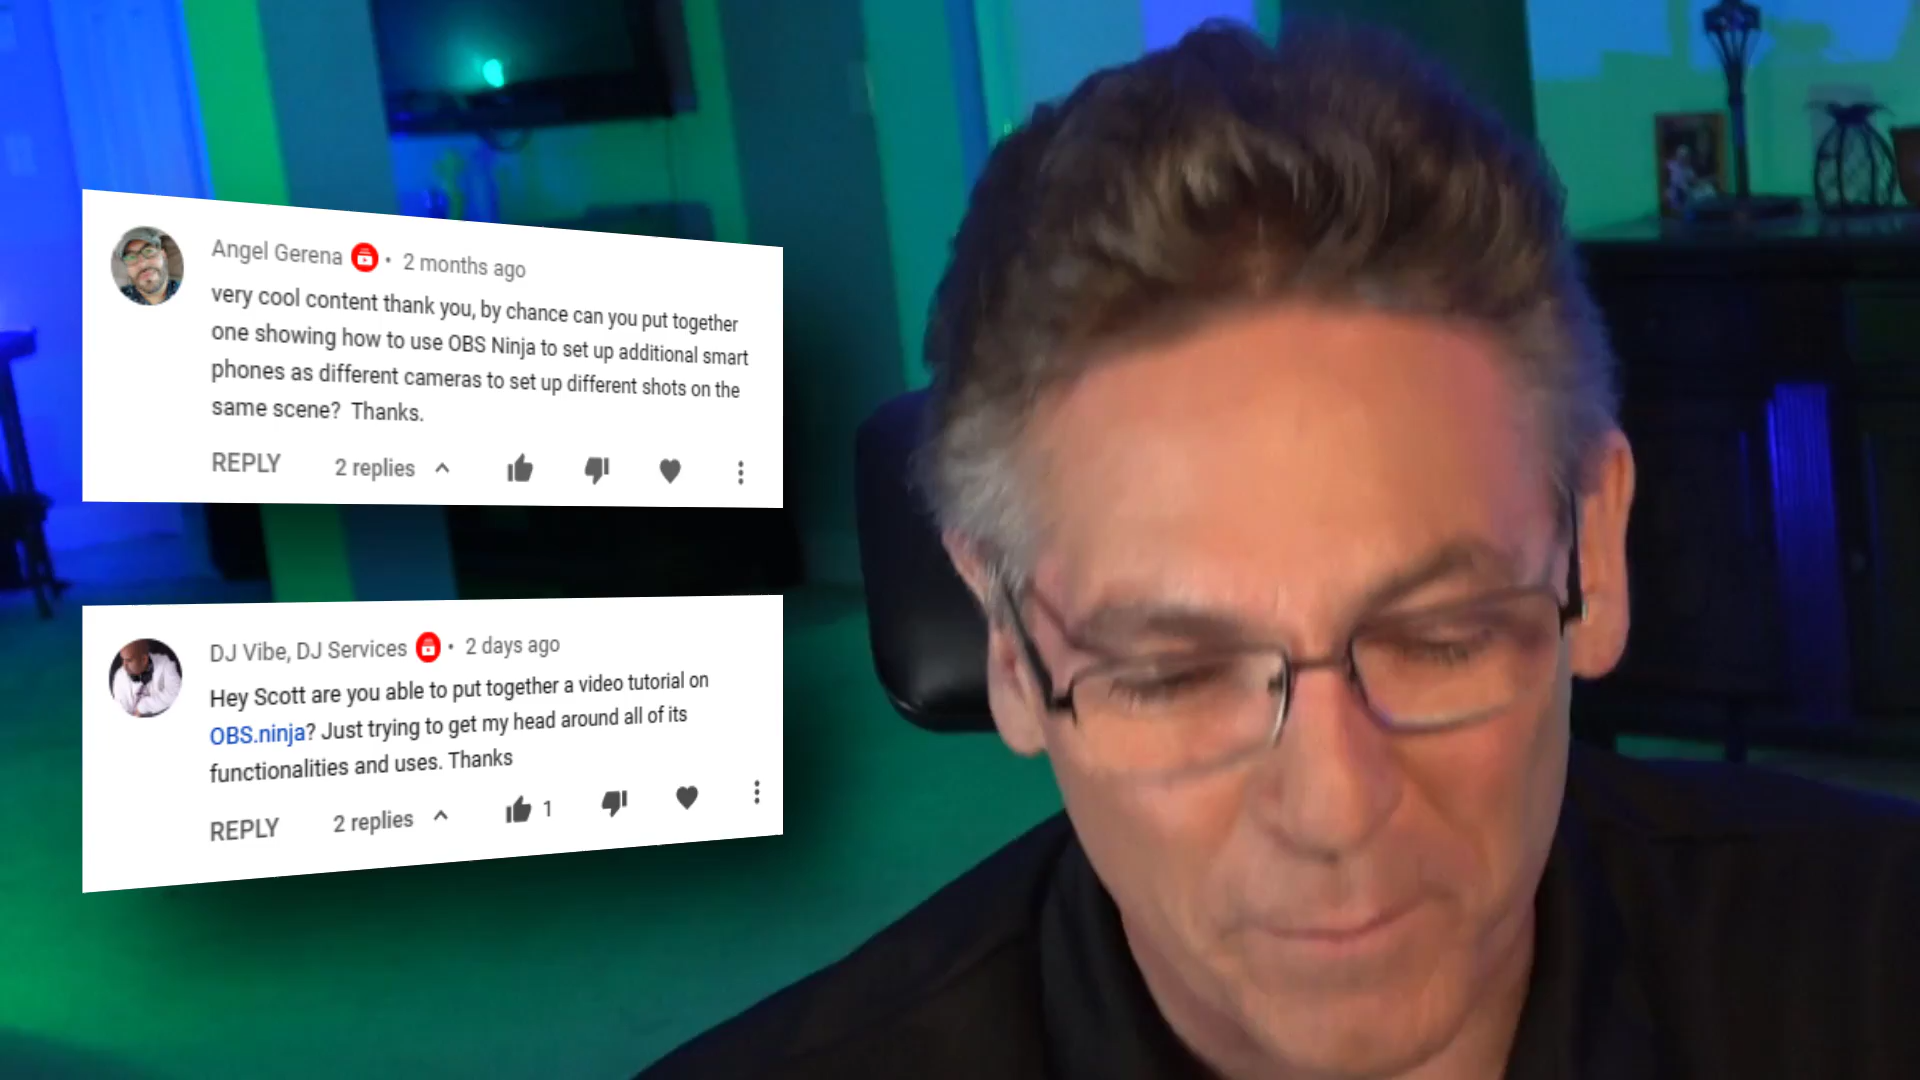 Angel Gerena • 2 months ago
very cool content thank you, by chance can you put together
one showing how to use OBS Ninja to set up additional smart
phones as different cameras to set up different shots on the
same scene?  Thanks.
REPLY 2 replies
DJ Vibe, DJ Services • 2 days ago
Hey Scott are you able to put together a video tutorial on
OBS.ninja? Just trying to get my head around all of its
functionalities and uses. Thanks
REPLY 2 replies 1